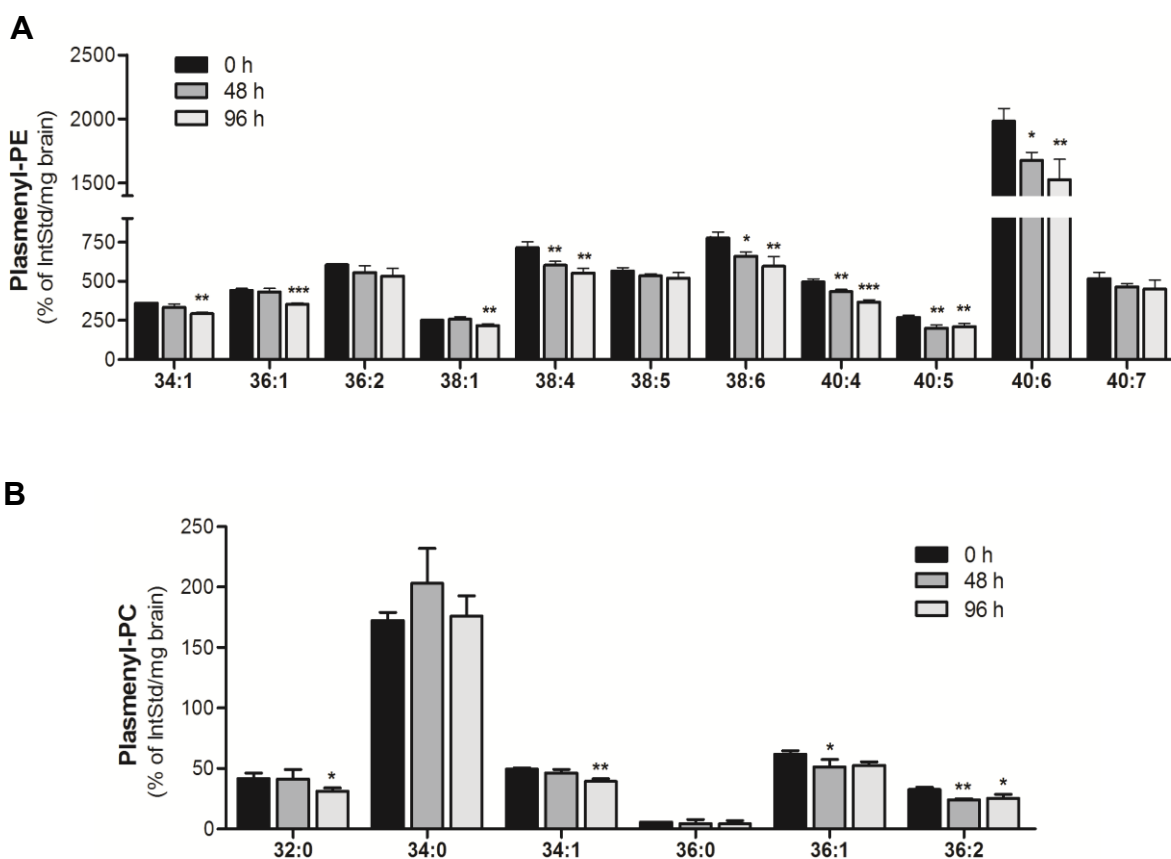 A
Plasmenyl-PE
(% of IntStd/mg brain)
2500
2000
1500
750
500
250
0
0 h
48 h
96 h
**
***
**
** **
* **
** ***
** **
* **
34:1 36:1 36:2 38:1 38:4 38:5 38:6 40:4 40:5 40:6 40:7
B
Plasmenyl-PC
(% of IntStd/mg brain)
250
200
150
100
50
0
0 h
48 h
96 h
*
**
*
** *
32:0 34:0 34:1 36:0 36:1 36:2